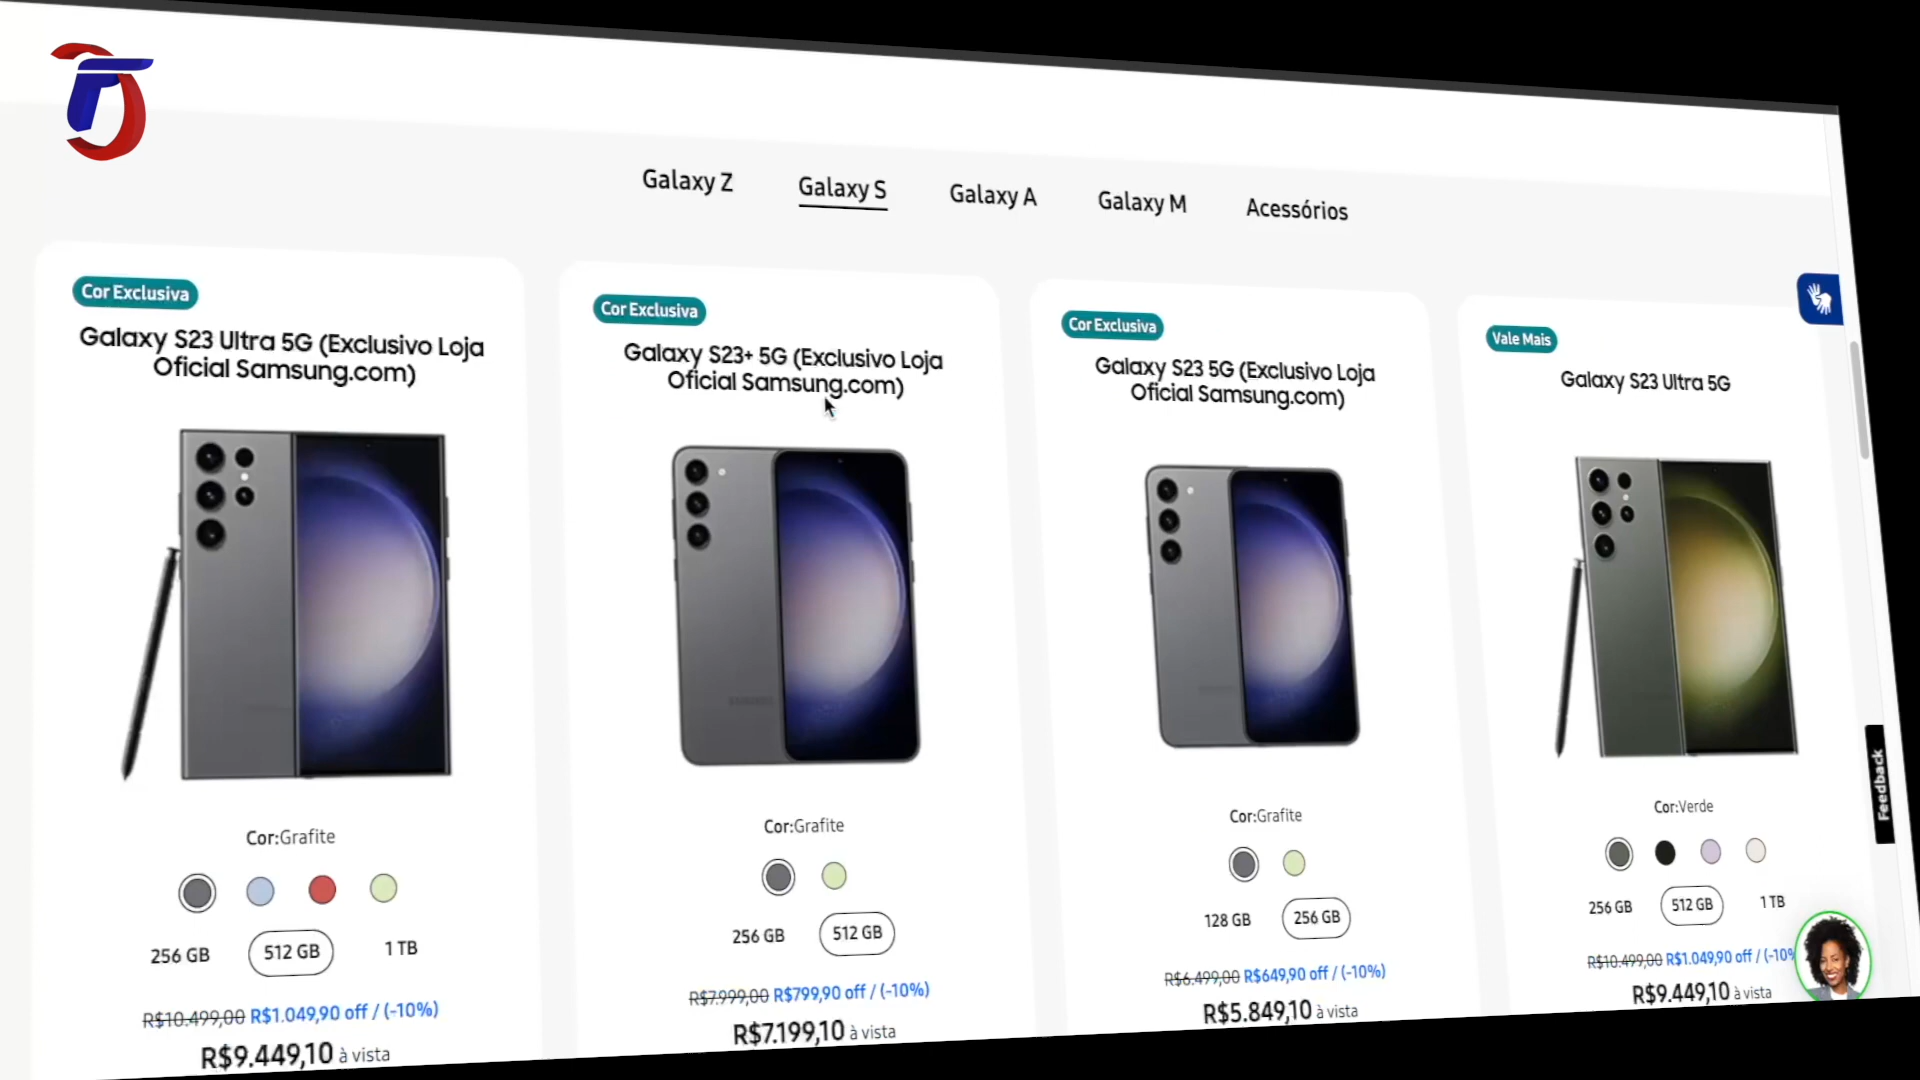 Galaxy Z
Galaxy S
Galaxy A
Galaxy M
Acessórios
Cor Exclusiva
Galaxy S23 Ultra 5G (Exclusivo Loja
Oficial Samsung.com)
Cor:Grafite
256 GB
512 GB
1 TB
R$10.499,00 R$1.049,90 off / (-10%)
R$9.449,10 à vista
Cor Exclusiva
Galaxy S23+ 5G (Exclusivo Loja
Oficial Samsung.com)
SAMSUNG
Cor:Grafite
256 GB
512 GB
R$7.999,00 R$799,90 off / (-10%)
R$7.199,10 à vista
Cor Exclusiva
Galaxy S23 5G (Exclusivo Loja
Oficial Samsung.com)
Cor:Grafite
128 GB
256 GB
R$6.499,00 R$649,90 off / (-10%)
R$5.849,10 à vista
Vale Mais
Galaxy S23 Ultra 5G
Cor:Verde
256 GB
512 GB
1 TB
R$10.499,00 R$1.049,90 off / (-10%
R$9.449,10 à vista
Feedback